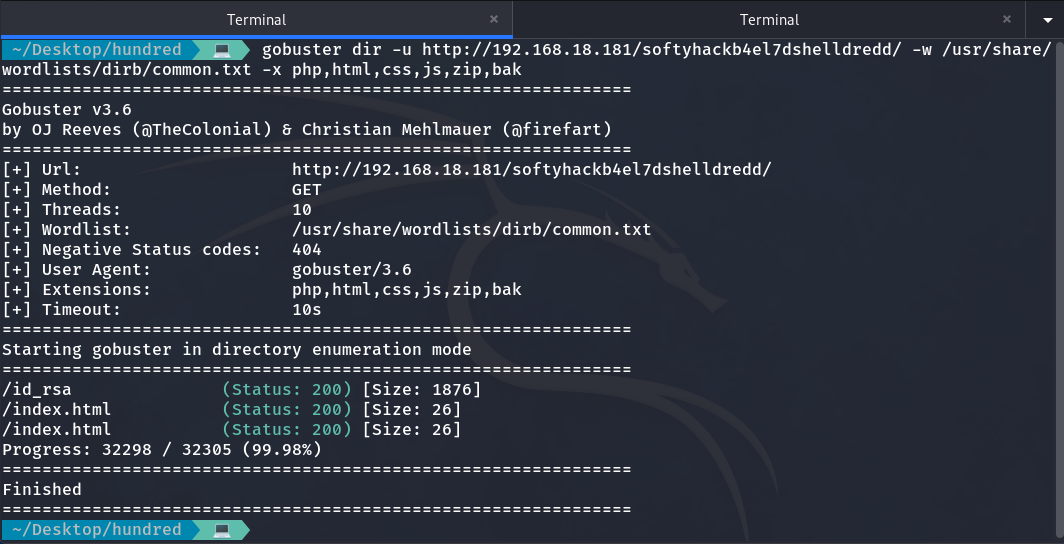 Terminal × Terminal ×
~/Desktop/hundred gobuster dir -u http://192.168.18.181/softyhackb4el7dshelldredd/ -w /usr/share/
wordlists/dirb/common.txt -x php,html,css,js,zip,bak
===============================================================
Gobuster v3.6
by OJ Reeves (@TheColonial) & Christian Mehlmauer (@firefart)
===============================================================
[+] Url:                     http://192.168.18.181/softyhackb4el7dshelldredd/
[+] Method:                  GET
[+] Threads:                 10
[+] Wordlist:                /usr/share/wordlists/dirb/common.txt
[+] Negative Status codes:   404
[+] User Agent:              gobuster/3.6
[+] Extensions:              php,html,css,js,zip,bak
[+] Timeout:                 10s
===============================================================
Starting gobuster in directory enumeration mode
===============================================================
/id_rsa               (Status: 200) [Size: 1876]
/index.html           (Status: 200) [Size: 26]
/index.html           (Status: 200) [Size: 26]
Progress: 32298 / 32305 (99.98%)
===============================================================
Finished
===============================================================
~/Desktop/hundred